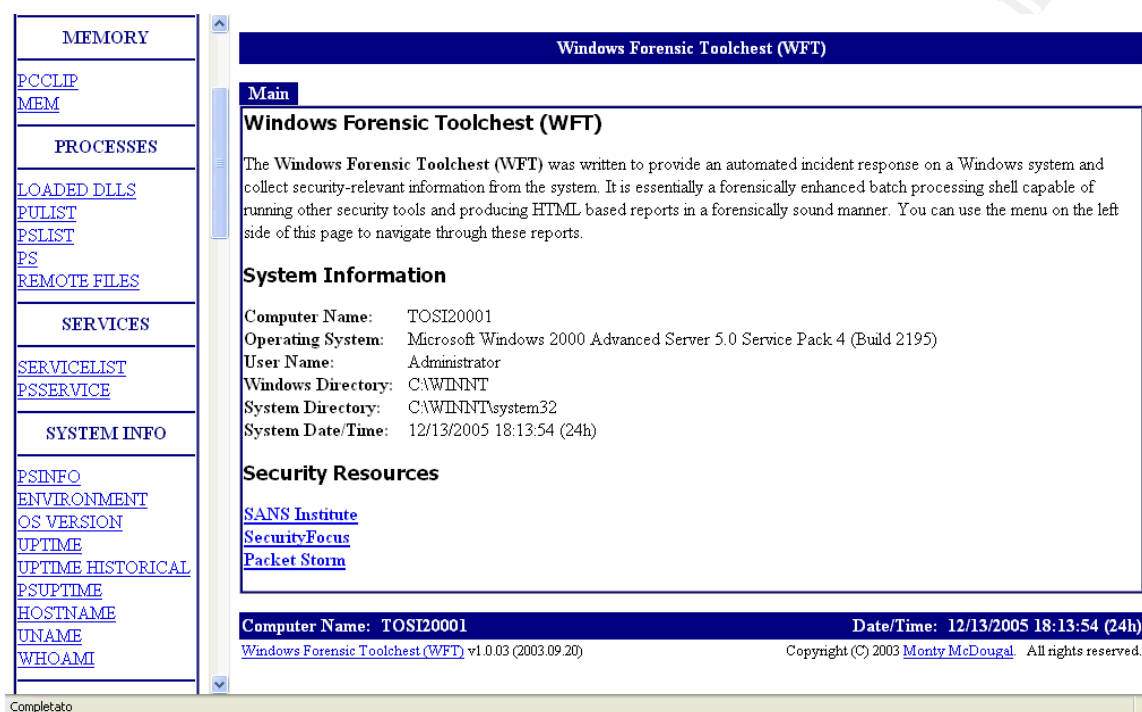 MEMORY
PCCLIP
MEM
PROCESSES
LOADED DLLS
PULIST
PSLIST
PS
REMOTE FILES
SERVICES
SERVICELIST
PSSERVICE
SYSTEM INFO
PSINFO
ENVIRONMENT
OS VERSION
UPTIME
UPTIME HISTORICAL
PSUPTIME
HOSTNAME
UNAME
WHOAMI
Windows Forensic Toolchest (WFT)
Main
Windows Forensic Toolchest (WFT)
The Windows Forensic Toolchest (WFT) was written to provide an automated incident response on a Windows system and
collect security-relevant information from the system. It is essentially a forensically enhanced batch processing shell capable of
running other security tools and producing HTML based reports in a forensically sound manner. You can use the menu on the left
side of this page to navigate through these reports.
System Information
Computer Name: TOSI20001
Operating System: Microsoft Windows 2000 Advanced Server 5.0 Service Pack 4 (Build 2195)
User Name: Administrator
Windows Directory: C:\WINNT
System Directory: C:\WINNT\system32
System Date/Time: 12/13/2005 18:13:54 (24h)
Security Resources
SANS Institute
SecurityFocus
Packet Storm
Computer Name: TOSI20001 Date/Time: 12/13/2005 18:13:54 (24h)
Windows Forensic Toolchest (WFT) v1.0.03 (2003.09.20) Copyright (C) 2003 Monty McDougal. All rights reserved.
Completato